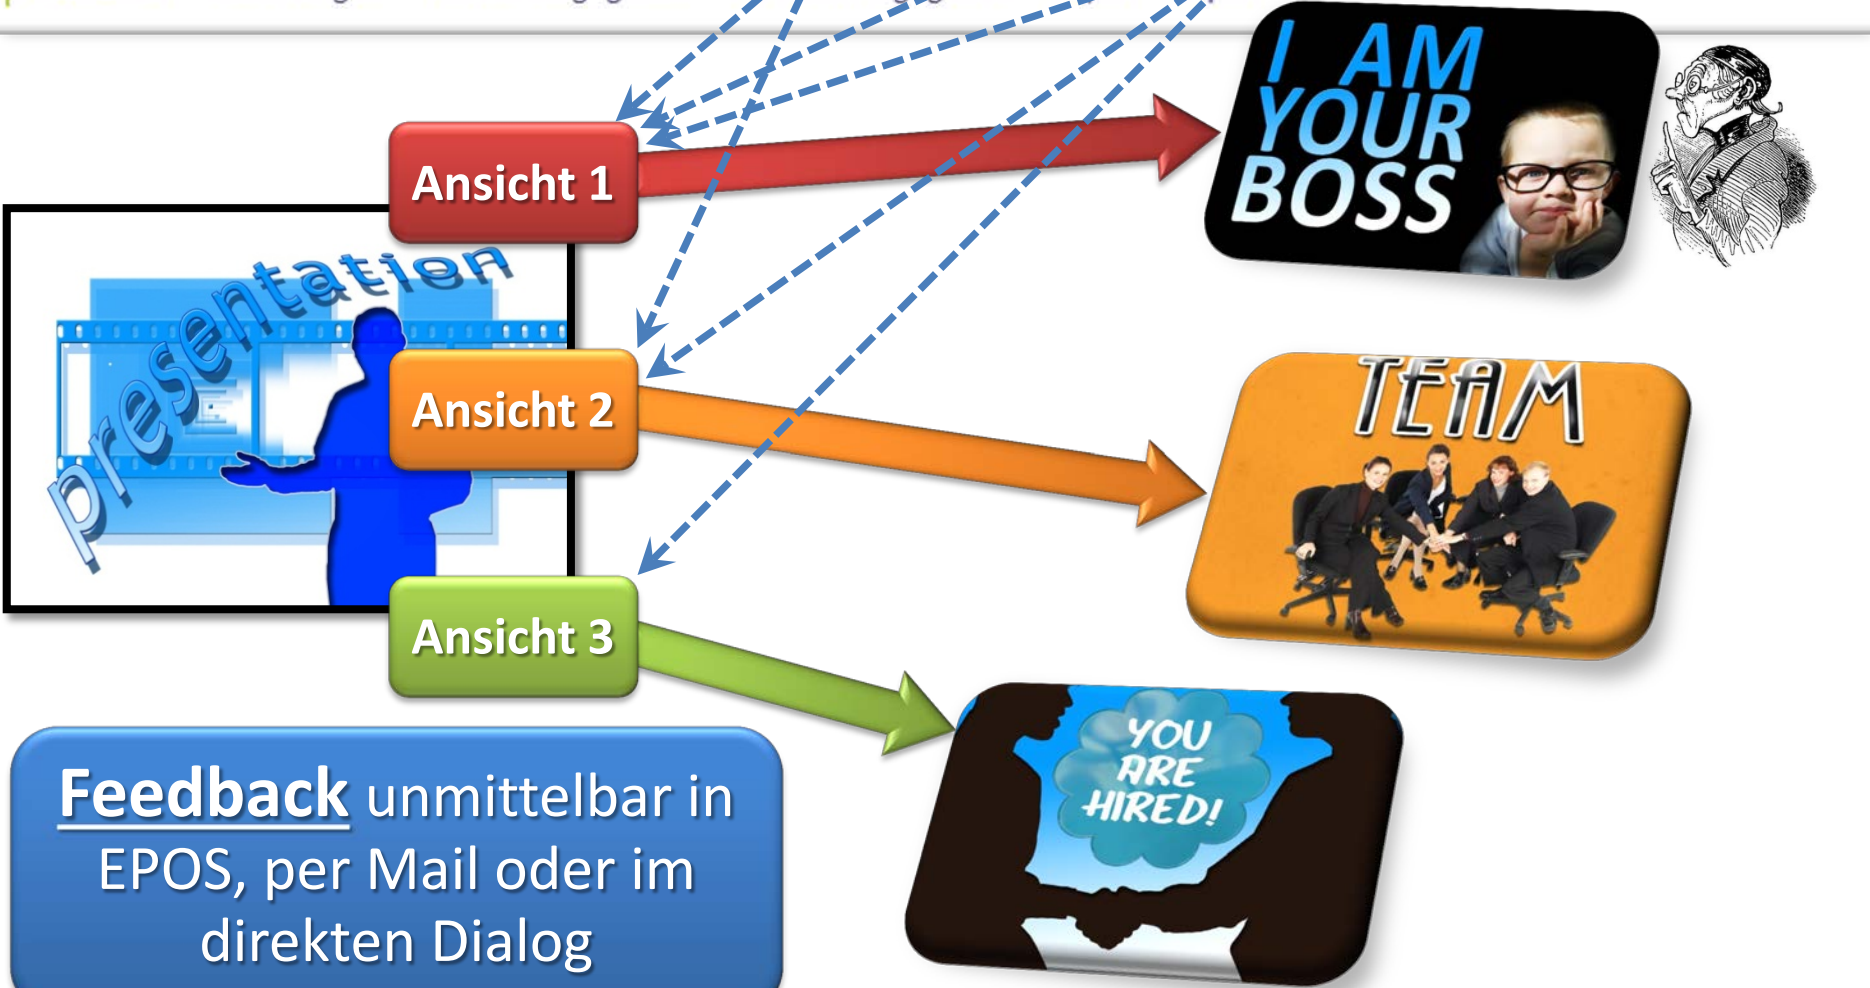 I AM
YOUR
BOSS
Ansicht 1
presentation
Ansicht 2
TEAM
Ansicht 3
YOU
ARE
HIRED!
Feedback unmittelbar in
EPOS, per Mail oder im
direkten Dialog